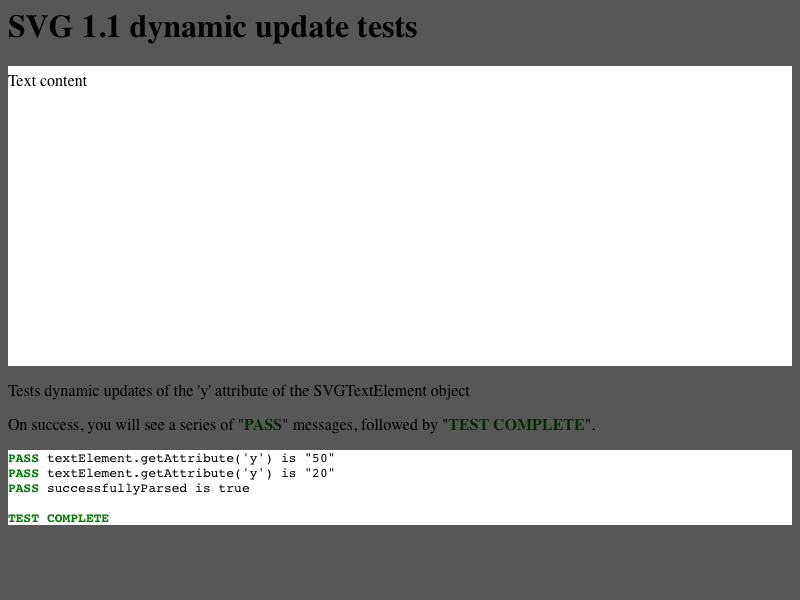 SVG 1.1 dynamic update tests
Text content
Tests dynamic updates of the 'y' attribute of the SVGTextElement object
On success, you will see a series of "PASS" messages, followed by "TEST COMPLETE".
PASS textElement.getAttribute('y') is "50"
PASS textElement.getAttribute('y') is "20"
PASS successfullyParsed is true
TEST COMPLETE